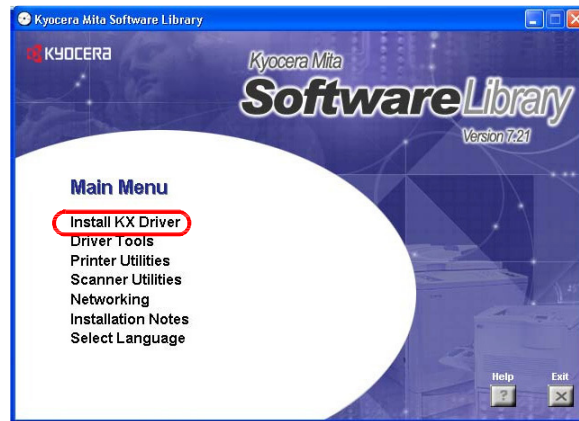 Kyocera Mita Software Library
KYOCERA
Kyocera Mita
Software Library
Version 7.21
Main Menu
Install KX Driver
Driver Tools
Printer Utilities
Scanner Utilities
Networking
Installation Notes
Select Language
Help
Exit
?